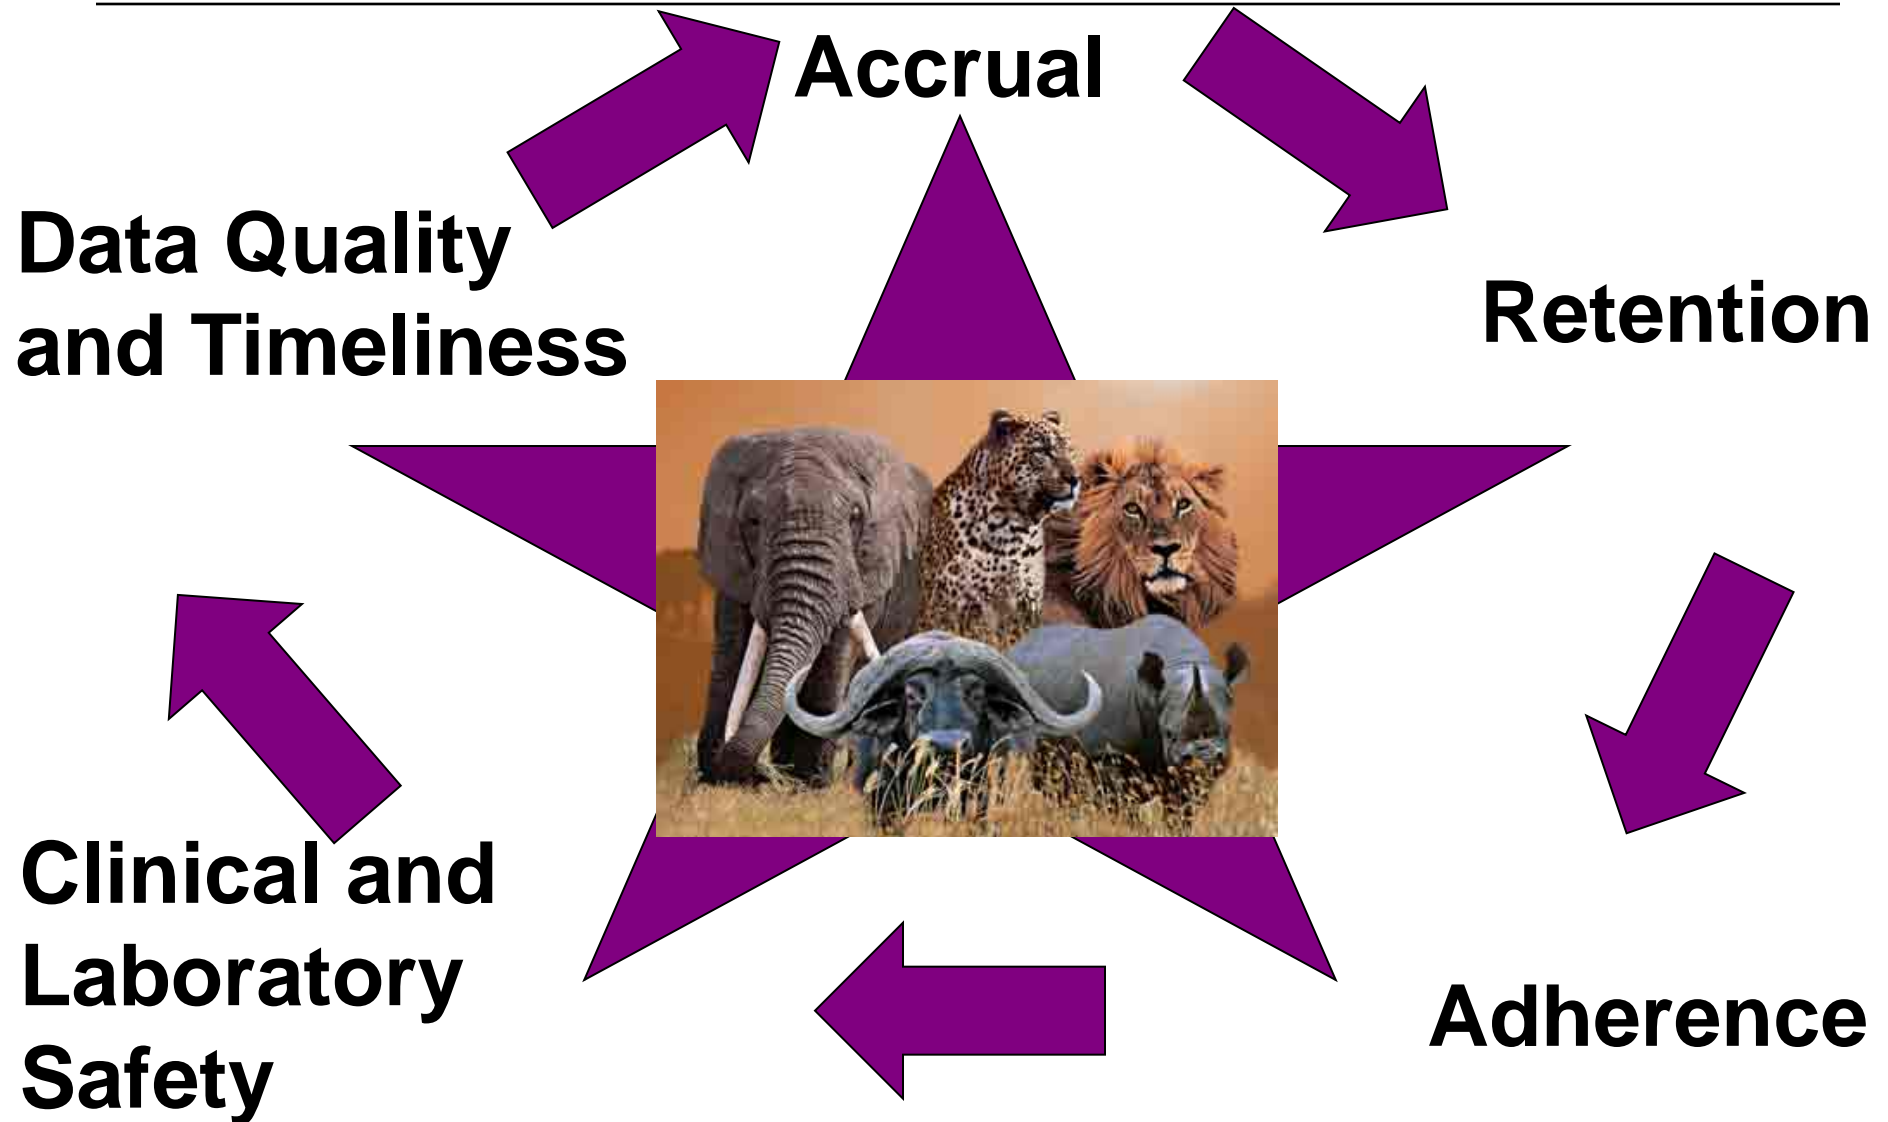 Accrual
Retention
Adherence
Clinical and
Laboratory
Safety
Data Quality
and Timeliness